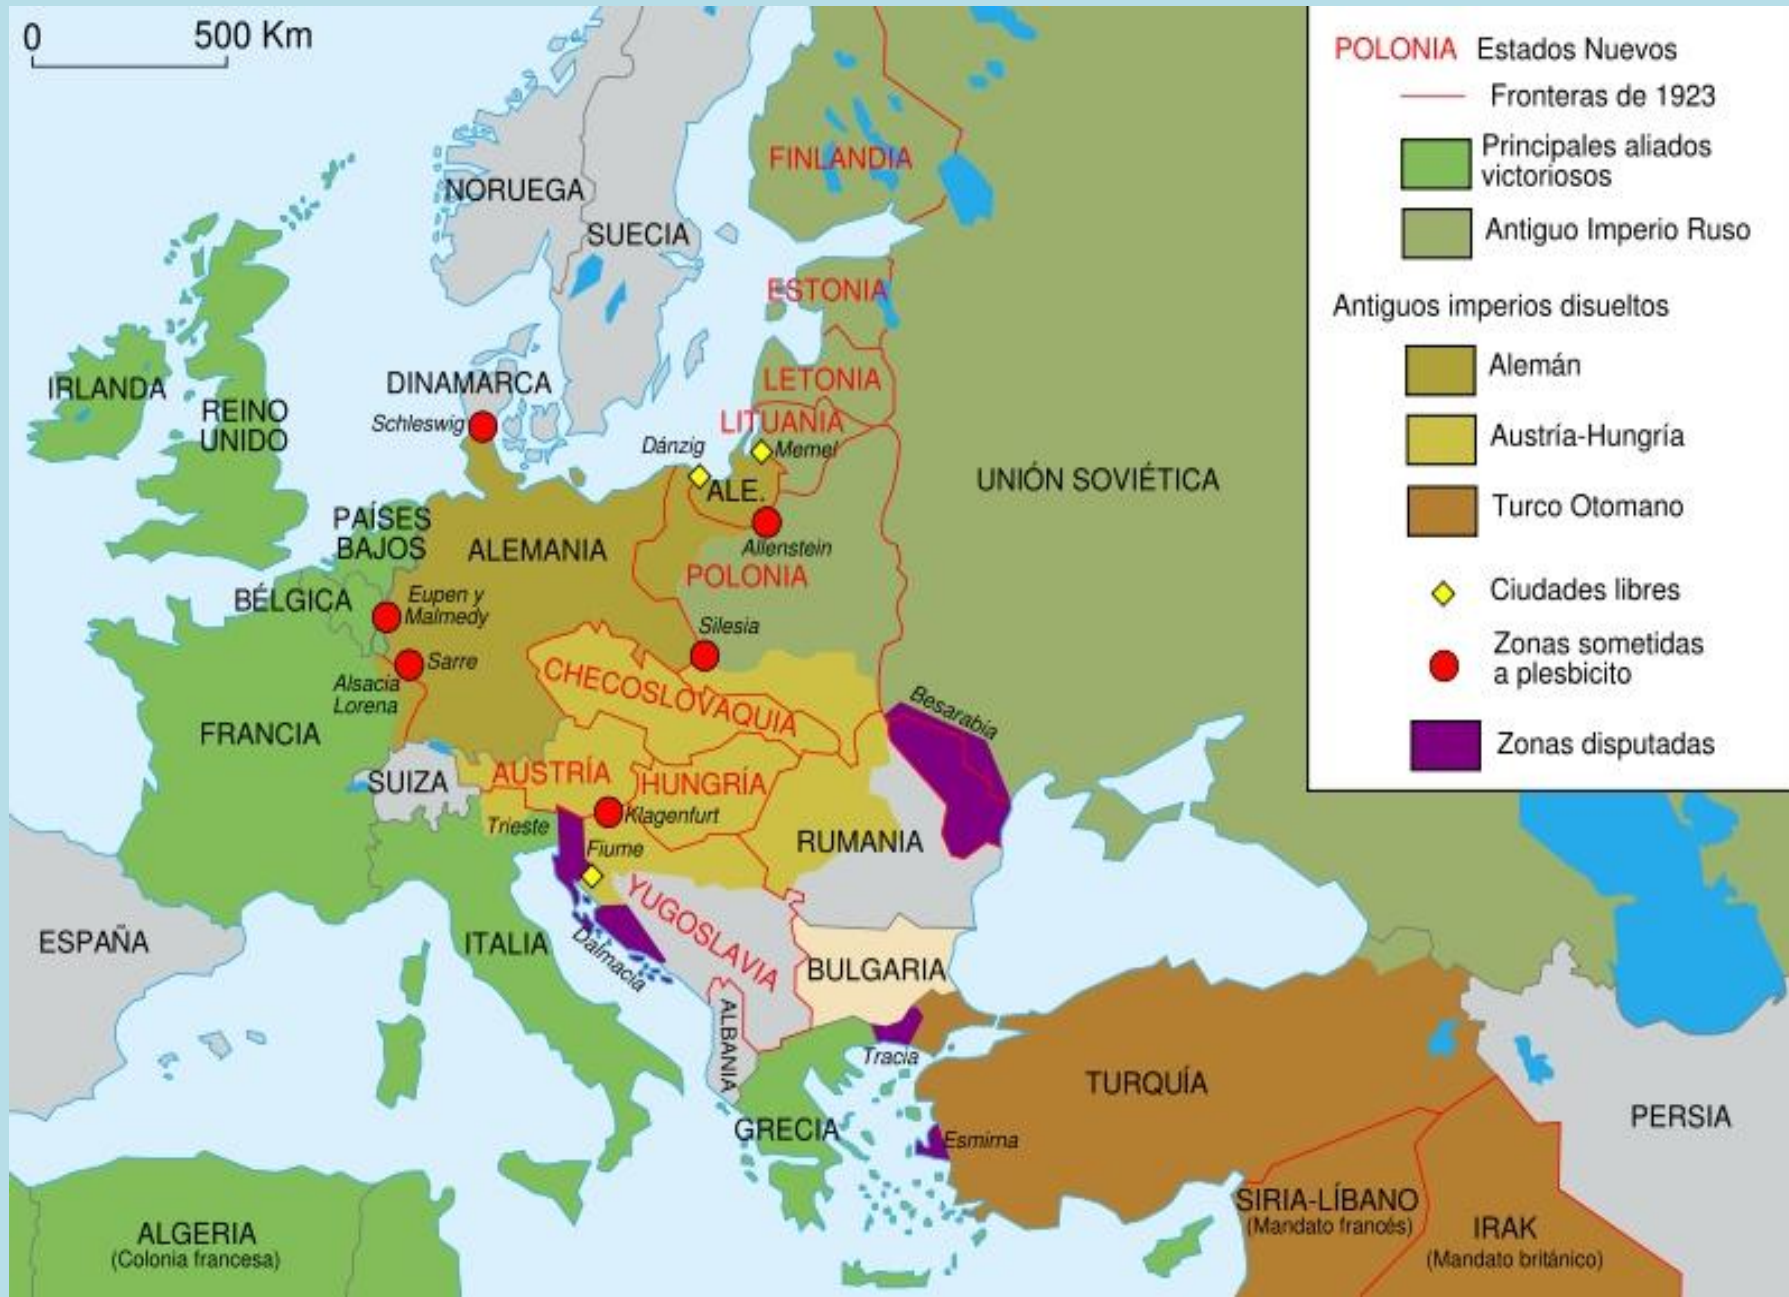 0 500 Km
NORUEGA
SUECIA
FINLANDIA
ESTONIA
LETONIA
LITUANIA
Memel
DINAMARCA
Schleswig
IRLANDA
REINO
UNIDO
Dánzig
ALE.
Allenstein
PAÍSES
BAJOS
ALEMANIA
POLONIA
UNIÓN SOVIÉTICA
BÉLGICA
Eupen y
Malmedy
Silesia
Sarre
Alsacia
Lorena
CHECOSLOVAQUIA
Besarabia
FRANCIA
SUIZA
AUSTRÍA
HUNGRÍA
Klagenfurt
Trieste
Fiume
RUMANIA
YUGOSLAVIA
ESPAÑA
ITALIA
Dalmacia
BULGARIA
ALBANIA
Tracia
TURQUÍA
GRECIA
Esmirna
PERSIA
ALGERIA
(Colonia francesa)
SIRIA-LÍBANO
(Mandato francés)
IRAK
(Mandato británico)
POLONIA Estados Nuevos
Fronteras de 1923
Principales aliados
victoriosos
Antiguo Imperio Ruso
Antiguos imperios disueltos
Alemán
Austría-Hungría
Turco Otomano
Ciudades libres
Zonas sometidas
a plesbicito
Zonas disputadas